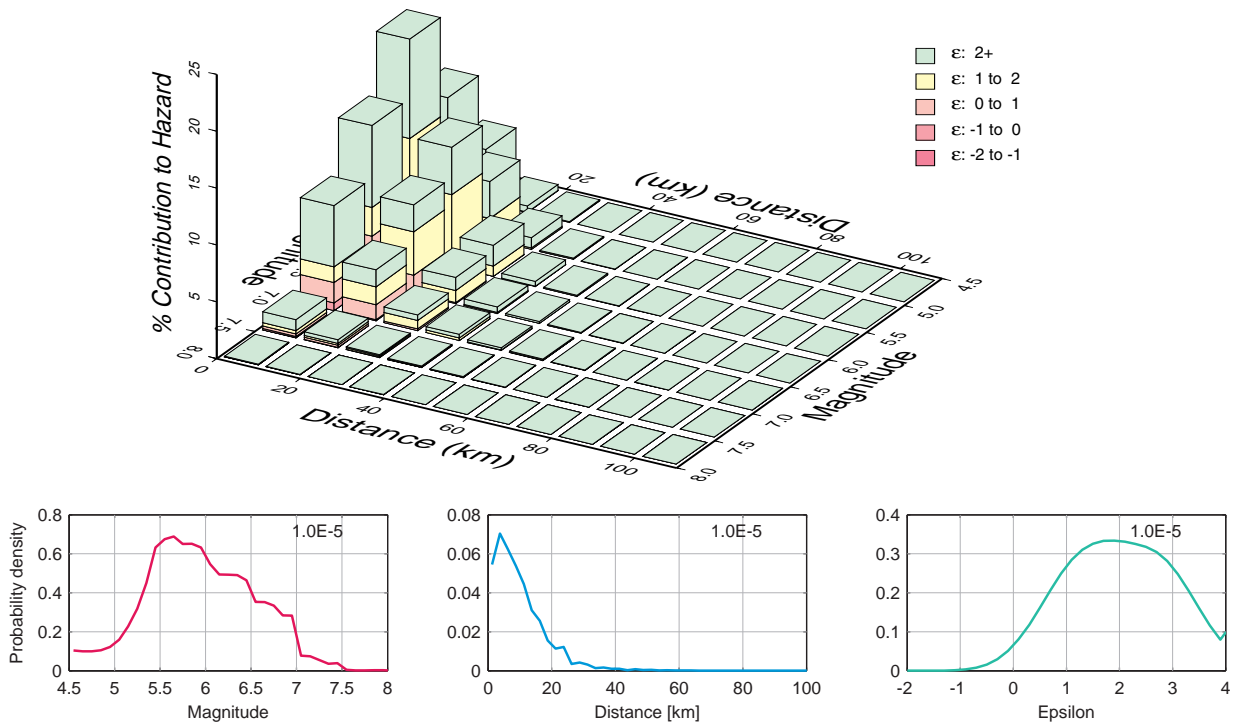 25
20
15
10
5
% Contribution to Hazard
ε: 2+
ε: 1 to 2
ε: 0 to 1
ε: -1 to 0
ε: -2 to -1
20
40
60
80
100
Distance (km)
7.0
7.5
8.0
0
20
40
60
80
100
Distance (km)
4.5
5.0
5.5
6.0
6.5
7.0
7.5
8.0
Magnitude
Probability density
0.8
0.6
0.4
0.2
0
1.0E-5
4.5 5 5.5 6 6.5 7 7.5 8
Magnitude
0.08
0.06
0.04
0.02
0
1.0E-5
0 20 40 60 80 100
Distance [km]
0.4
0.3
0.2
0.1
0
1.0E-5
-2 -1 0 1 2 3 4
Epsilon